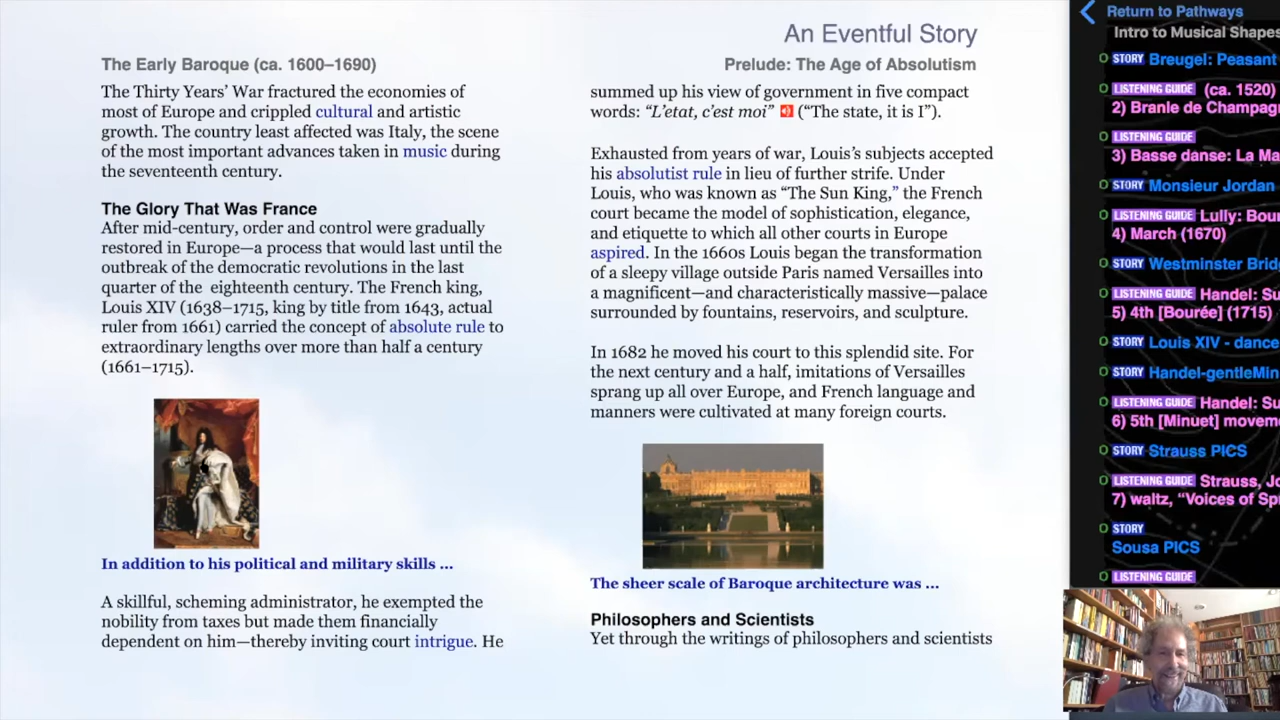 An Eventful Story
The Early Baroque (ca. 1600–1690)
Prelude: The Age of Absolutism
The Thirty Years’ War fractured the economies of
most of Europe and crippled cultural and artistic
growth. The country least affected was Italy, the scene
of the most important advances taken in music during
the seventeenth century.
The Glory That Was France
After mid-century, order and control were gradually
restored in Europe—a process that would last until the
outbreak of the democratic revolutions in the last
quarter of the eighteenth century. The French king,
Louis XIV (1638–1715, king by title from 1643, actual
ruler from 1661) carried the concept of absolute rule to
extraordinary lengths over more than half a century
(1661–1715).
In addition to his political and military skills ...
A skillful, scheming administrator, he exempted the
nobility from taxes but made them financially
dependent on him—thereby inviting court intrigue. He
summed up his view of government in five compact
words: “L’etat, c’est moi” (“The state, it is I”).
Exhausted from years of war, Louis’s subjects accepted
his absolutist rule in lieu of further strife. Under
Louis, who was known as “The Sun King,” the French
court became the model of sophistication, elegance,
and etiquette to which all other courts in Europe
aspired. In the 1660s Louis began the transformation
of a sleepy village outside Paris named Versailles into
a magnificent—and characteristically massive—palace
surrounded by fountains, reservoirs, and sculpture.
In 1682 he moved his court to this splendid site. For
the next century and a half, imitations of Versailles
sprang up all over Europe, and French language and
manners were cultivated at many foreign courts.
The sheer scale of Baroque architecture was ...
Philosophers and Scientists
Yet through the writings of philosophers and scientists
Return to Pathways
Intro to Musical Shapes
STORY Breugel: Peasant
LISTENING GUIDE (ca. 1520)
2) Branle de Champag
LISTENING GUIDE
3) Basse danse: La Ma
STORY Monsieur Jordan
LISTENING GUIDE Lully: Bour
4) March (1670)
STORY Westminster Brid
LISTENING GUIDE Handel: Su
5) 4th [Bourée] (1715)
STORY Louis XIV - dance
STORY Handel-gentleMin
LISTENING GUIDE Handel: Su
6) 5th [Minuet] movem
STORY Strauss PICS
LISTENING GUIDE Strauss, Jo
7) waltz, “Voices of Sp
STORY
Sousa PICS
LISTENING GUIDE